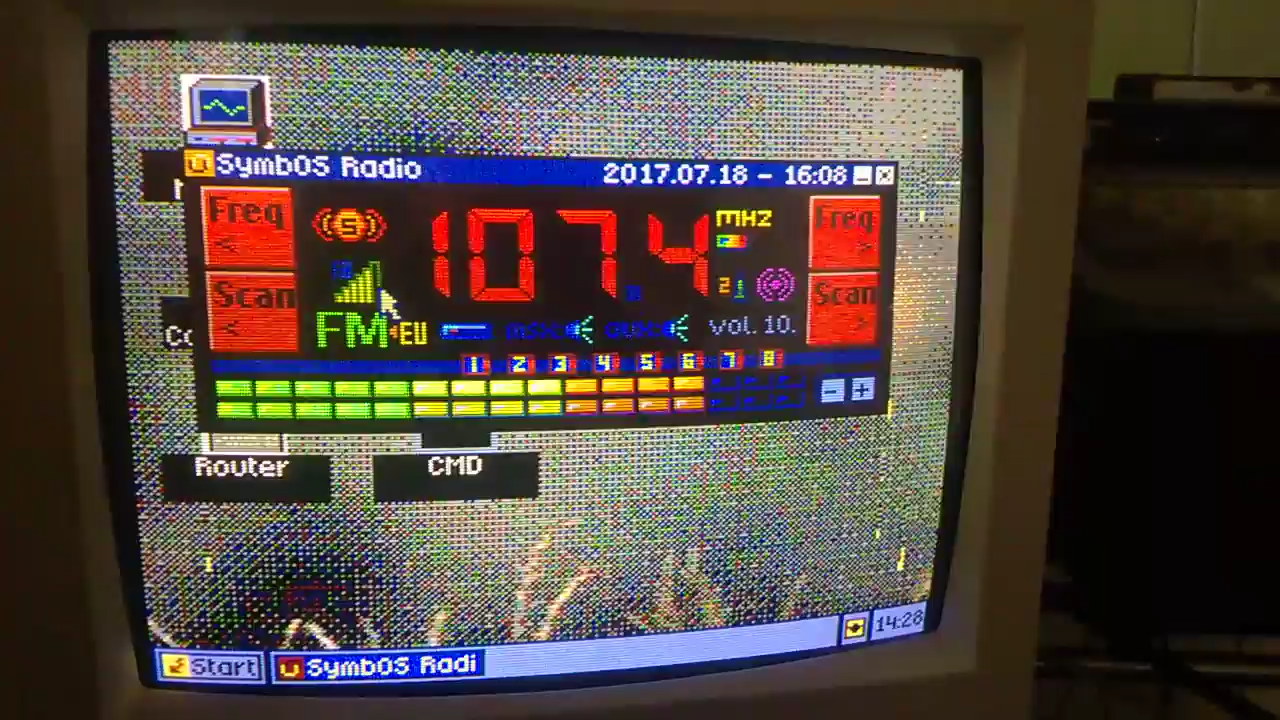 SymbOS Radio 2017.07.18 - 16:08
Freq < 107.4 MHZ Freq >
Scan < 21 Scan >
FM EU vol.10.
1 2 3 4 5 6 7 8
- +
Router CMD
Start SymbOS Radi 14:28